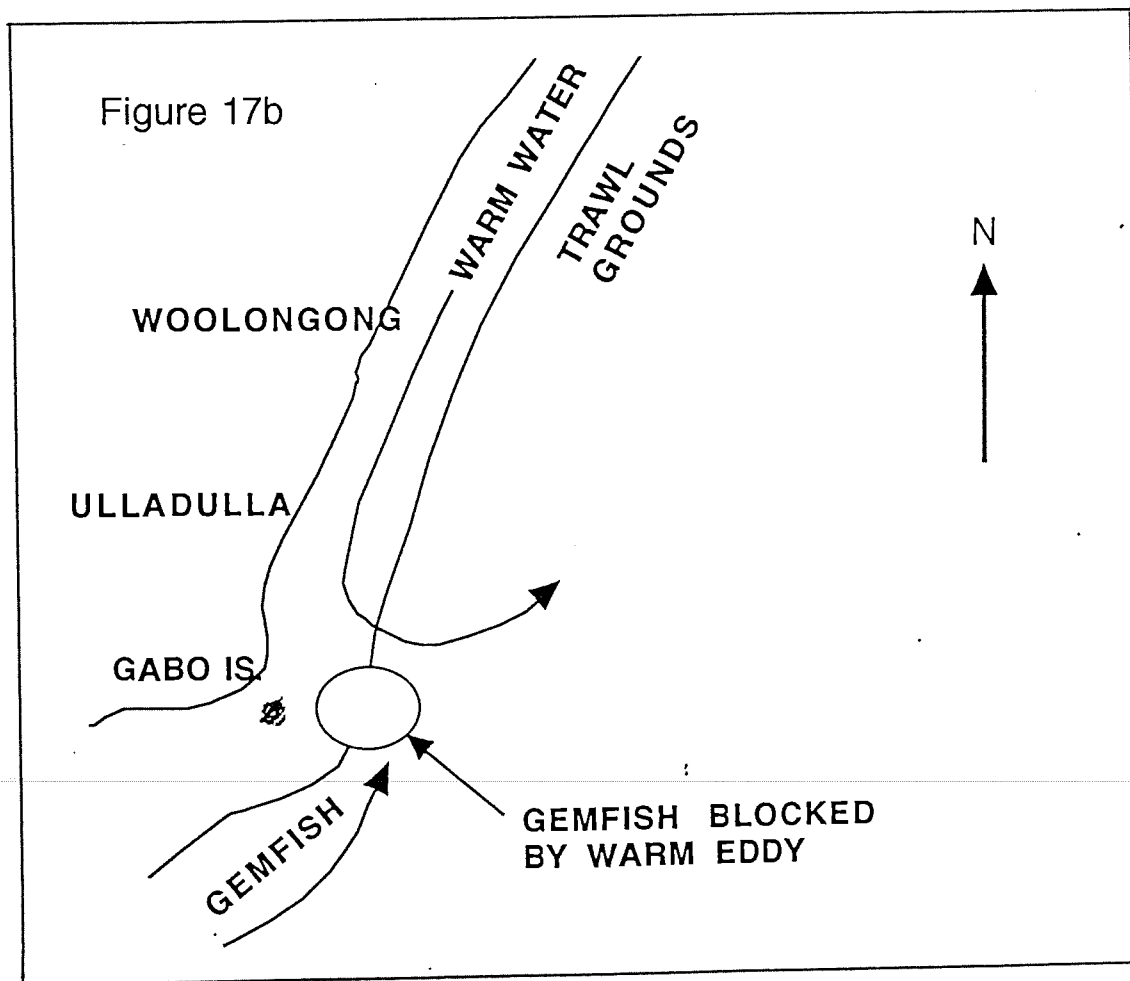 Figure 17b
WARM WATER
TRAWL
GROUNDS
N
WOOLONGONG
ULLADULLA
GABO IS.
GEMFISH
GEMFISH BLOCKED
BY WARM EDDY